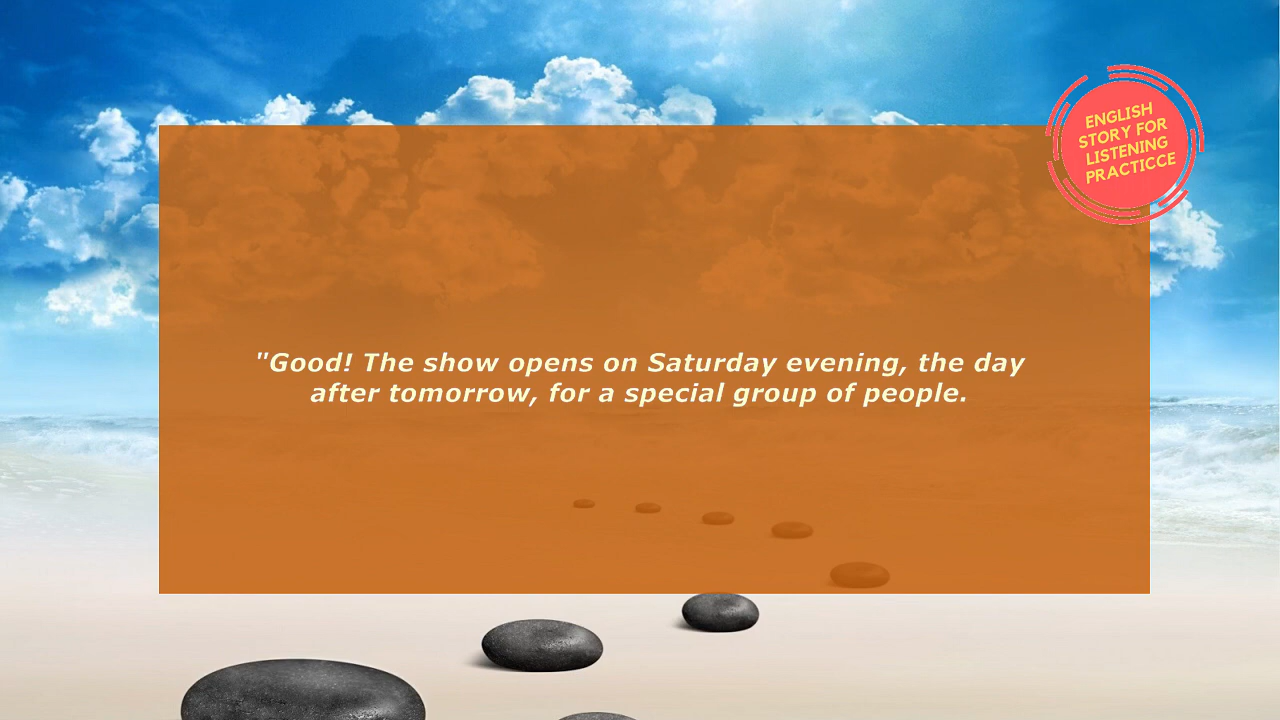 ENGLISH
STORY FOR
LISTENING
PRACTICCE
"Good! The show opens on Saturday evening, the day
after tomorrow, for a special group of people.